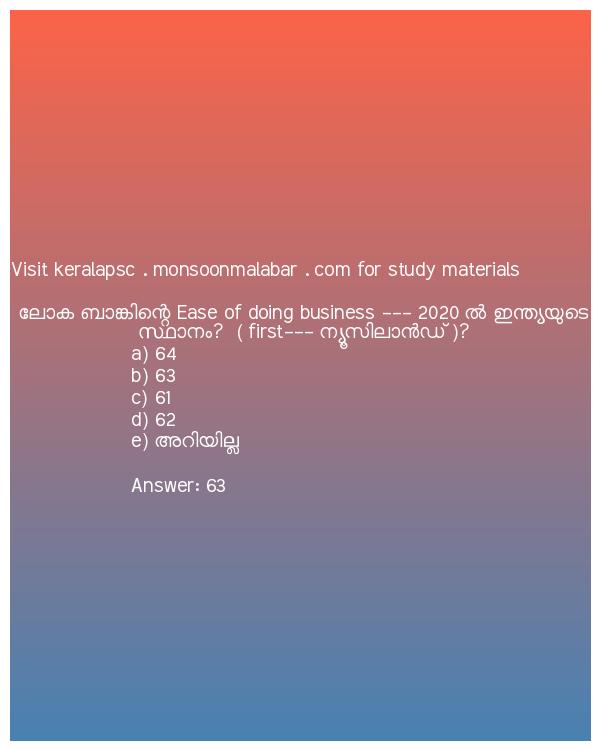 Visit keralapsc . monsoonmalabar . com for study materials
ലോക ബാങ്കിന്റെ Ease of doing business --- 2020 ൽ ഇന്ത്യയുടെ
സ്ഥാനം? ( first--- ന്യൂസിലാൻഡ് )?
a) 64
b) 63
c) 61
d) 62
e) അറിയില്ല
Answer: 63